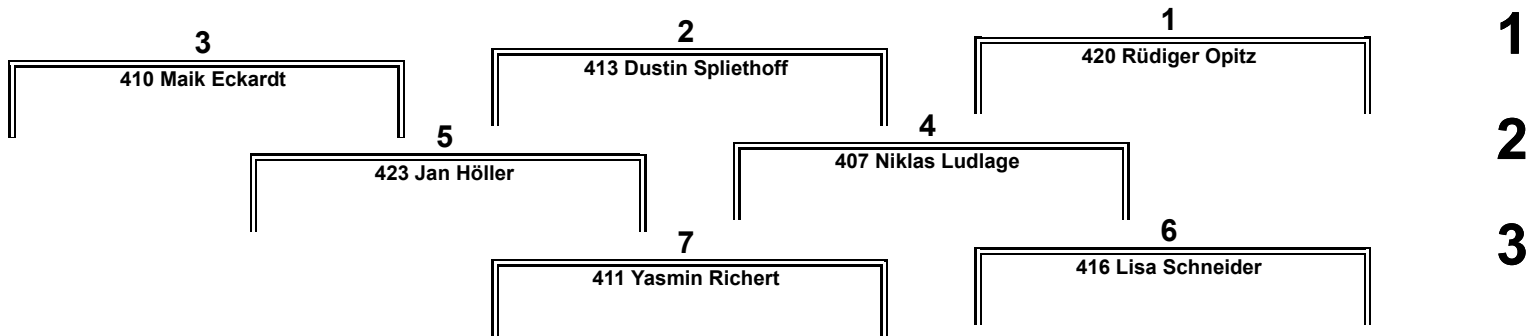 3
410 Maik Eckardt
2
413 Dustin Spliethoff
1
420 Rüdiger Opitz
1
5
423 Jan Höller
4
407 Niklas Ludlage
2
7
411 Yasmin Richert
6
416 Lisa Schneider
3